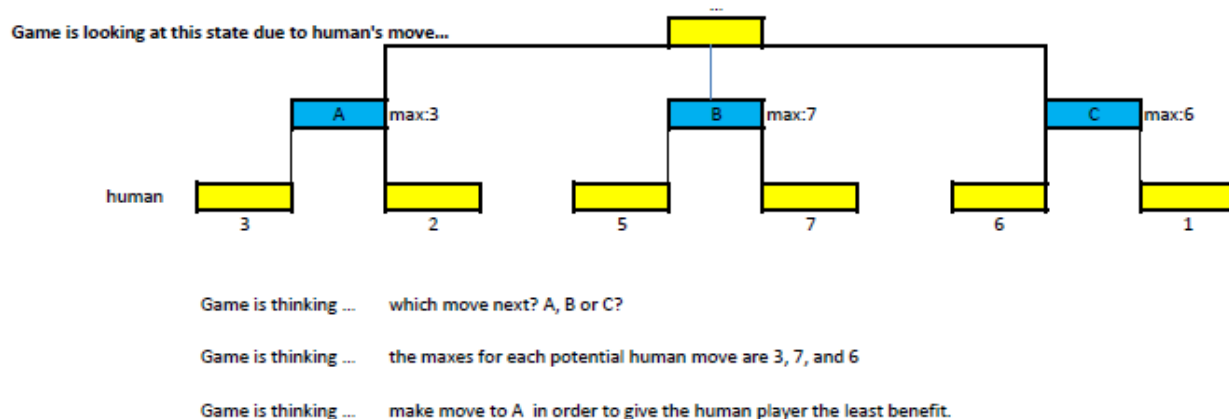 ...
Game is looking at this state due to human's move...
A max:3 B max:7 C max:6
human
3 2 5 7 6 1
Game is thinking ... which move next? A, B or C?
Game is thinking ... the maxes for each potential human move are 3, 7, and 6
Game is thinking ... make move to A in order to give the human player the least benefit.